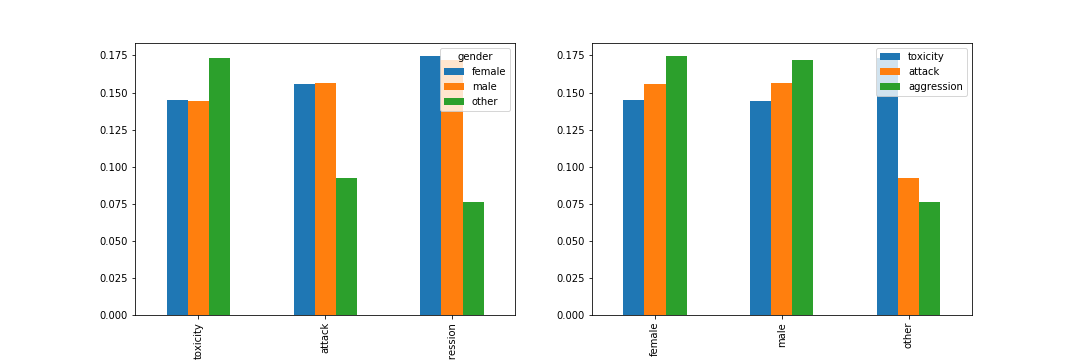 0.175
0.150
0.125
0.100
0.075
0.050
0.025
0.000
gender
female
male
other
toxicity
attack
ression
0.175
0.150
0.125
0.100
0.075
0.050
0.025
0.000
toxicity
attack
aggression
female
male
other